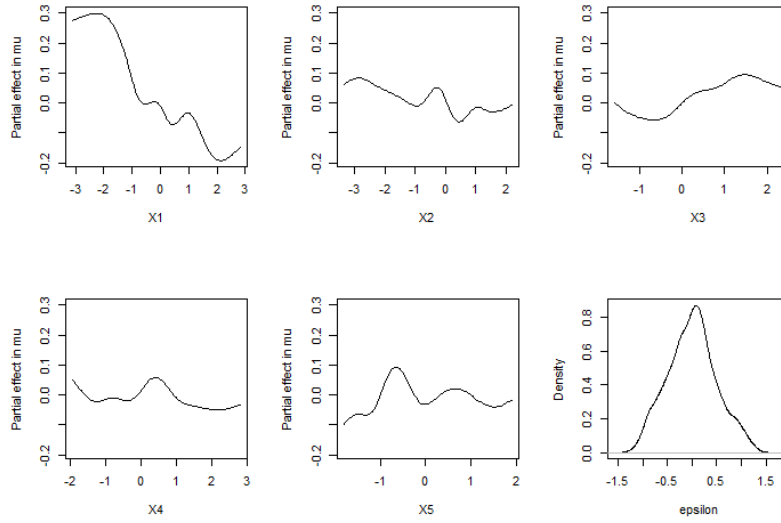 Partial effect in mu
-0.2 0.0 0.1 0.2 0.3
-3 -2 -1 0 1 2 3
X1
Partial effect in mu
-0.2 0.0 0.1 0.2 0.3
-3 -2 -1 0 1 2
X2
Partial effect in mu
-0.2 0.0 0.1 0.2 0.3
-1 0 1 2
X3
Partial effect in mu
-0.2 0.0 0.1 0.2 0.3
-2 -1 0 1 2 3
X4
Partial effect in mu
-0.2 0.0 0.1 0.2 0.3
-1 0 1 2
X5
Density
0.0 0.2 0.4 0.6 0.8
-1.5 -0.5 0.5 1.5
epsilon